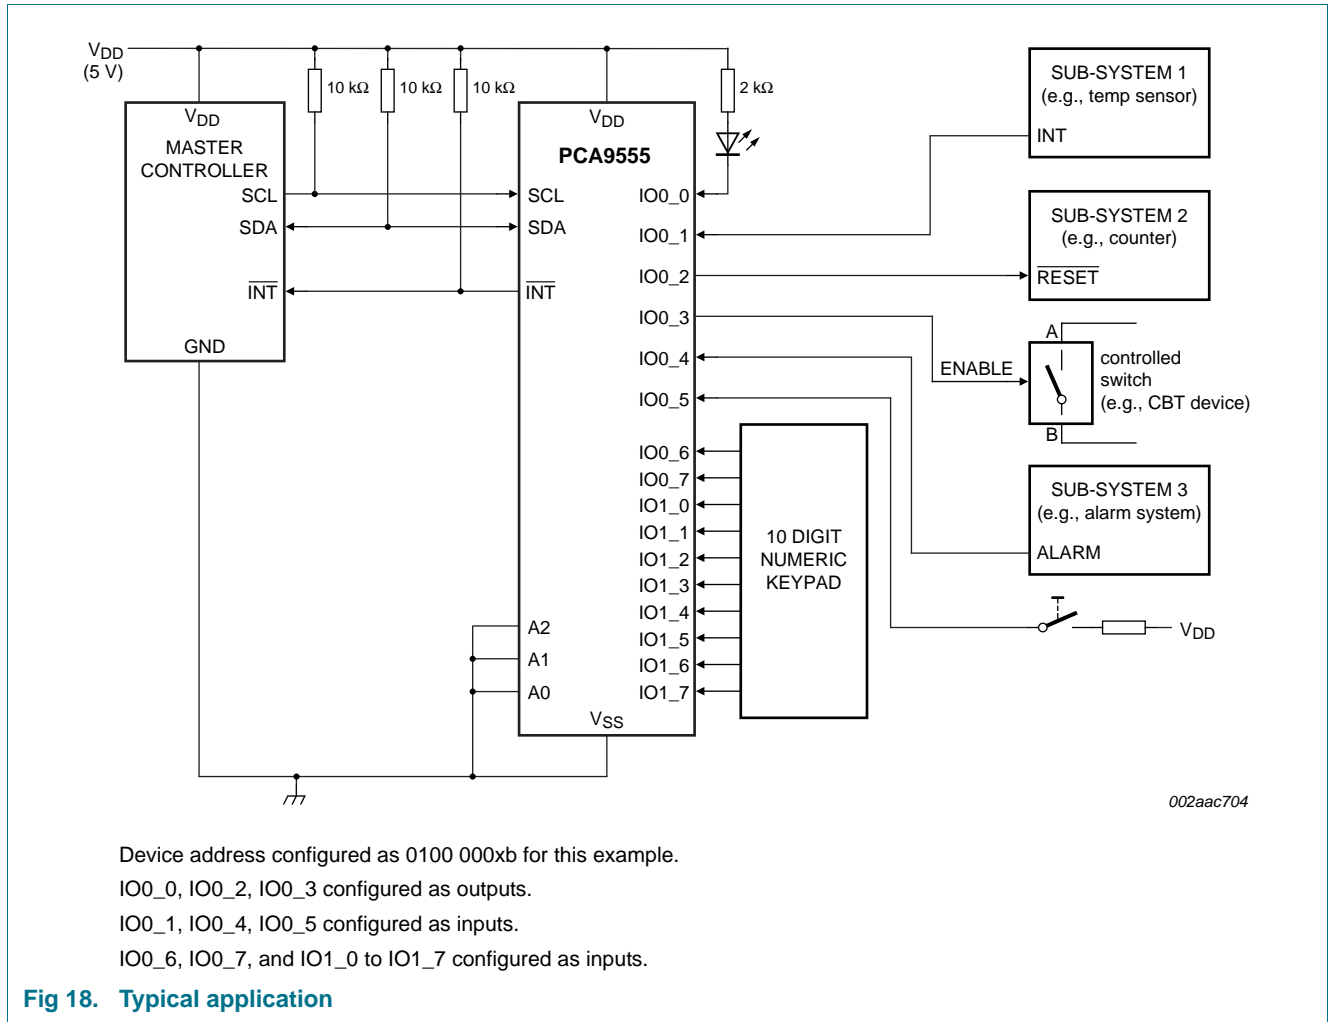 VDD
(5 V)
10 kΩ
10 kΩ
10 kΩ
2 kΩ
VDD
MASTER
CONTROLLER
SCL
SDA
INT
GND
VDD
PCA9555
SCL
SDA
INT
A2
A1
A0
VSS
IO0_0
IO0_1
IO0_2
IO0_3
IO0_4
IO0_5
IO0_6
IO0_7
IO1_0
IO1_1
IO1_2
IO1_3
IO1_4
IO1_5
IO1_6
IO1_7
10 DIGIT
NUMERIC
KEYPAD
SUB-SYSTEM 1
(e.g., temp sensor)
INT
SUB-SYSTEM 2
(e.g., counter)
RESET
ENABLE
A
B
controlled
switch
(e.g., CBT device)
SUB-SYSTEM 3
(e.g., alarm system)
ALARM
VDD
002aac704
Device address configured as 0100 000xb for this example.
IO0_0, IO0_2, IO0_3 configured as outputs.
IO0_1, IO0_4, IO0_5 configured as inputs.
IO0_6, IO0_7, and IO1_0 to IO1_7 configured as inputs.
Fig 18. Typical application